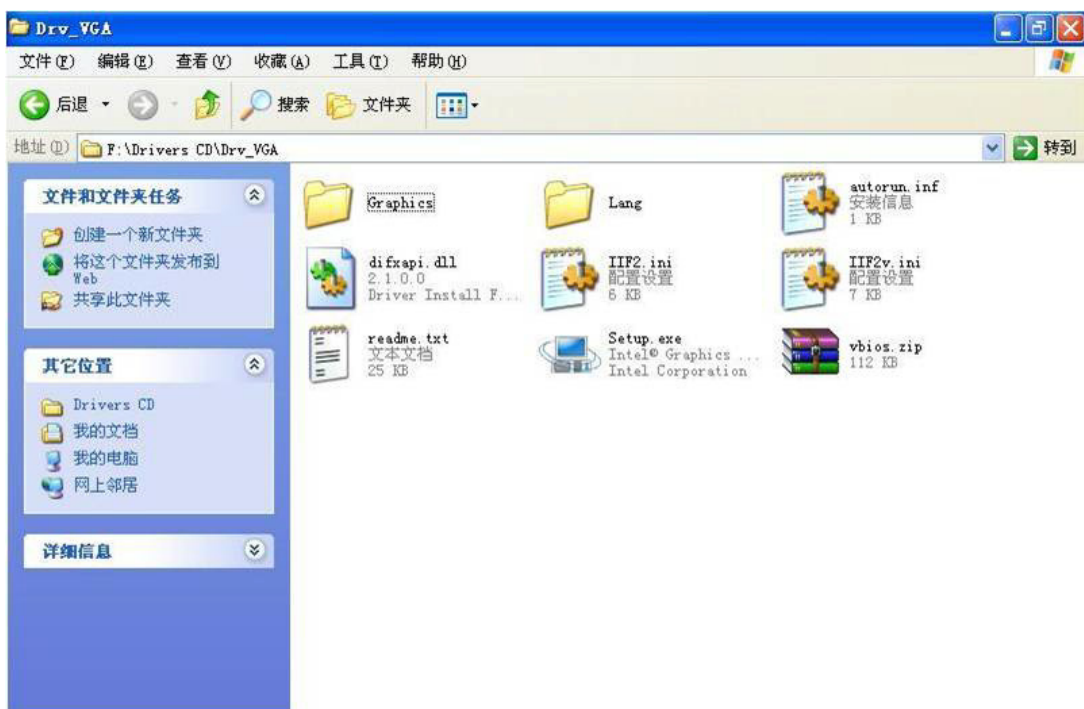 Drv_VGA
文件(F) 编辑(E) 查看(V) 收藏(A) 工具(T) 帮助(H)
后退 搜索 文件夹
地址(D) F:\Drivers CD\Drv_VGA 转到
文件和文件夹任务
创建一个新文件夹
将这个文件夹发布到
Web
共享此文件夹
其它位置
Drivers CD
我的文档
我的电脑
网上邻居
详细信息
Graphics
Lang
autorun.inf
安装信息
1 KB
difxapi.dll
2.1.0.0
Driver Install F...
IIF2.ini
配置设置
6 KB
IIF2v.ini
配置设置
7 KB
readme.txt
文本文档
25 KB
Setup.exe
Intel® Graphics ...
Intel Corporation
vbios.zip
112 KB